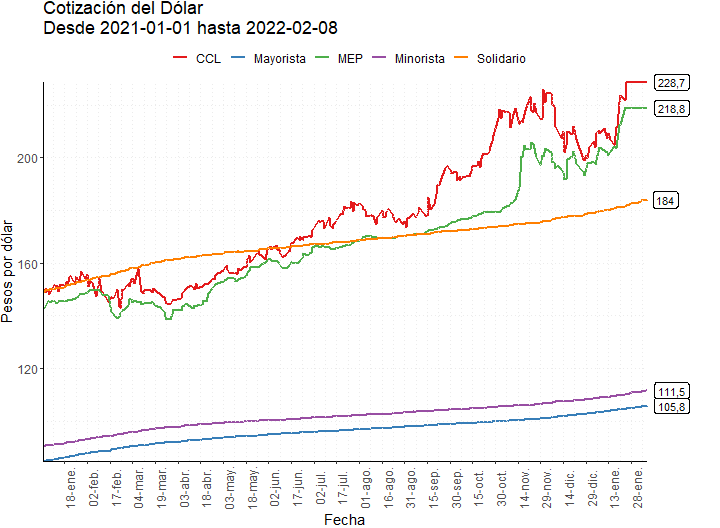 Cotización del Dólar
Desde 2021-01-01 hasta 2022-02-08
CCL Mayorista MEP Minorista Solidario
228,7
218,8
200
184
160
120
111,5
105,8
Pesos por dólar
18-ene. 02-feb. 17-feb. 04-mar. 19-mar. 03-abr. 18-abr. 03-may. 18-may. 02-jun. 17-jun. 02-jul. 17-jul. 01-ago. 16-ago. 31-ago. 15-sep. 30-sep. 15-oct. 30-oct. 14-nov. 29-nov. 14-dic. 29-dic. 13-ene. 28-ene.
Fecha